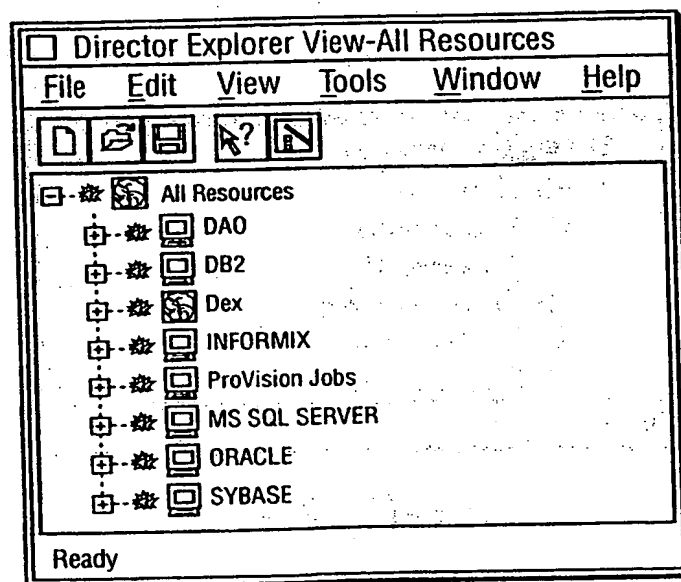 Director Explorer View-All Resources
File Edit View Tools Window Help
?
All Resources
DAO
DB2
Dex
INFORMIX
ProVision Jobs
MS SQL SERVER
ORACLE
SYBASE
Ready